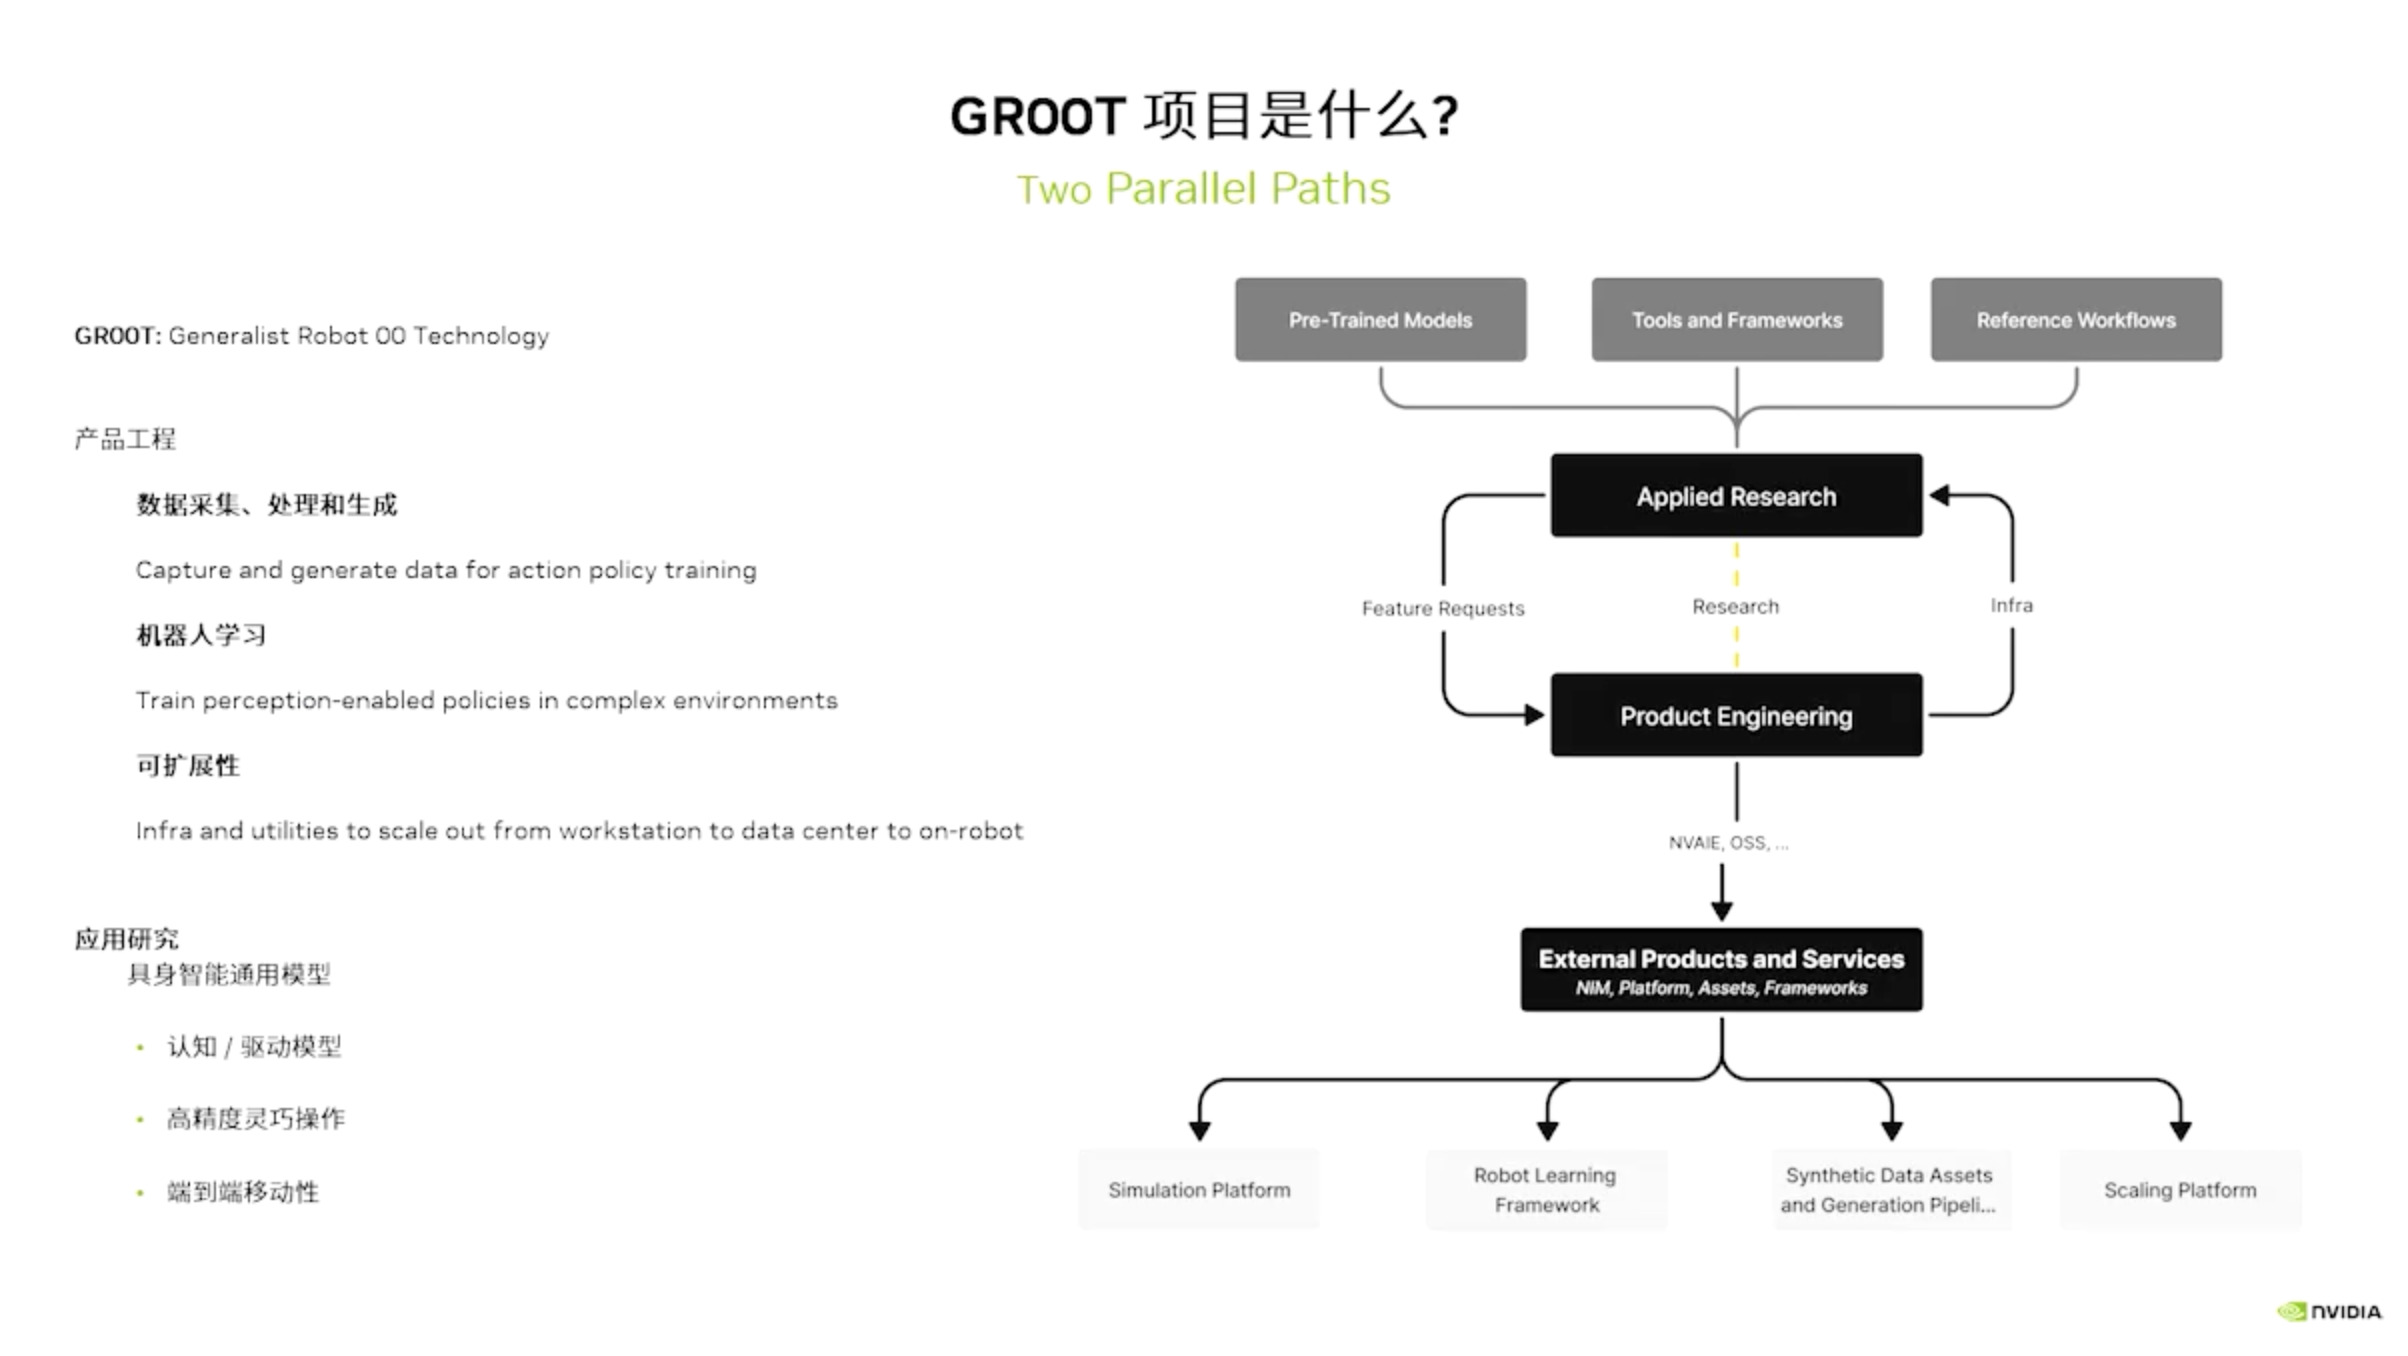 GR00T 项目是什么?
Two Parallel Paths
GR00T: Generalist Robot 00 Technology
产品工程
数据采集、处理和生成
Capture and generate data for action policy training
机器人学习
Train perception-enabled policies in complex environments
可扩展性
Infra and utilities to scale out from workstation to data center to on-robot
应用研究
具身智能通用模型
• 认知 / 驱动模型
• 高精度灵巧操作
• 端到端移动性
Pre-Trained Models
Tools and Frameworks
Reference Workflows
Applied Research
Feature Requests
Research
Infra
Product Engineering
NVAIE, OSS, ...
External Products and Services
NIM, Platform, Assets, Frameworks
Simulation Platform
Robot Learning
Framework
Synthetic Data Assets
and Generation Pipeli...
Scaling Platform
NVIDIA